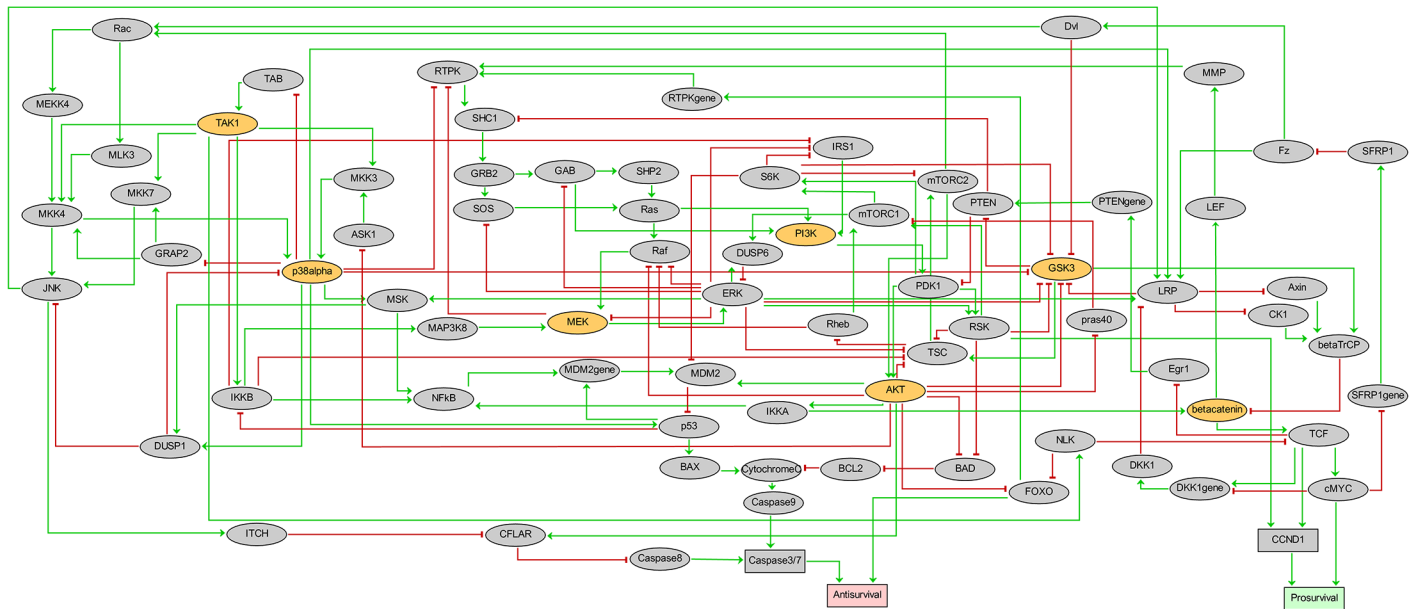 Rac
Dvl
TAB
RTPK
MMP
MEKK4
RTPKgene
TAK1
SHC1
MLK3
IRS1
Fz
SFRP1
MKK7
MKK3
GRB2
GAB
SHP2
S6K
mTORC2
MKK4
SOS
Ras
mTORC1
PTEN
PTENgene
LEF
ASK1
PI3K
GRAP2
Raf
DUSP6
p38alpha
GSK3
JNK
MSK
ERK
PDK1
LRP
Axin
CK1
MAP3K8
MEK
Rheb
RSK
pras40
betaTrCP
TSC
MDM2gene
MDM2
Egr1
IKKB
NFkB
AKT
SFRP1gene
IKKA
betacatenin
p53
DUSP1
NLK
TCF
BAX
CytochromeC
BCL2
BAD
DKK1
FOXO
DKK1gene
cMYC
Caspase9
ITCH
CFLAR
CCND1
Caspase8
Caspase3/7
Antisurvival
Prosurvival